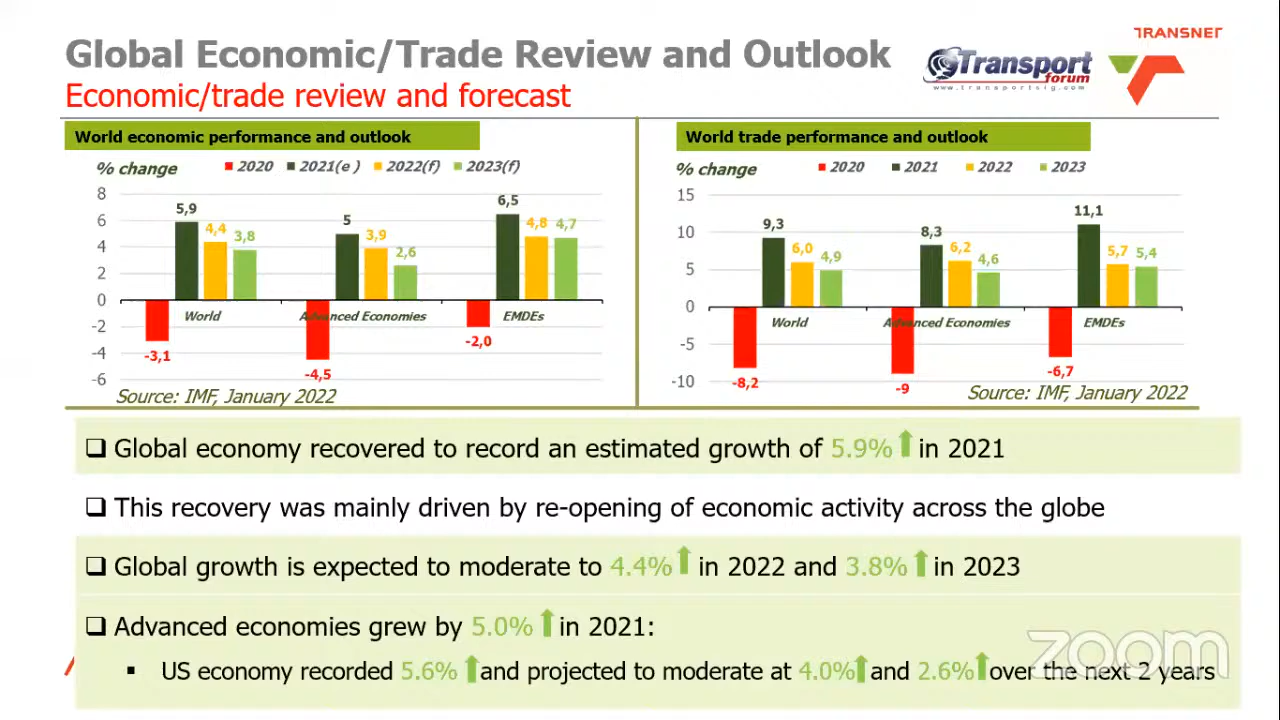 Global Economic/Trade Review and Outlook
Economic/trade review and forecast
Transport
forum
www.transportsig.com
TRANSNET
World economic performance and outlook
% change
2020 2021(e ) 2022(f) 2023(f)
8
6
4
2
0
-2
-4
-6
5,9
4,4
3,8
-3,1
World
5
3,9
2,6
-4,5
Advanced Economies
6,5
4,8
4,7
-2,0
EMDEs
Source: IMF, January 2022
World trade performance and outlook
% change
2020 2021 2022 2023
15
10
5
0
-5
-10
9,3
6,0
4,9
-8,2
World
8,3
6,2
4,6
-9
Advanced Economies
11,1
5,7
5,4
-6,7
EMDEs
Source: IMF, January 2022
Global economy recovered to record an estimated growth of 5.9% in 2021
This recovery was mainly driven by re-opening of economic activity across the globe
Global growth is expected to moderate to 4.4% in 2022 and 3.8% in 2023
Advanced economies grew by 5.0% in 2021:
US economy recorded 5.6% and projected to moderate at 4.0% and 2.6% over the next 2 years
zoom